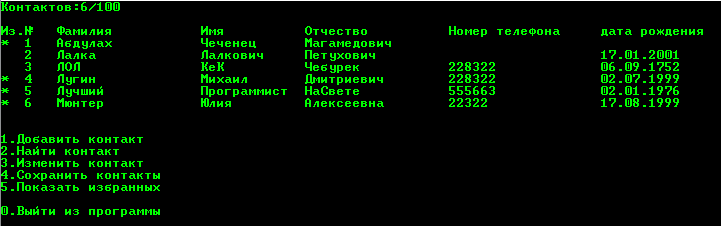 Контактов:6/100
Из.№ Фамилия Имя Отчество Номер телефона дата рождения
* 1 Абдулах Чеченец Магамедович
2 Лалка Лалкович Петухович 17.01.2001
3 ЛОЛ КеК Чебурек 228322 06.09.1752
* 4 Лугин Михаил Дмитриевич 228322 02.07.1999
* 5 Лучший Программист НаСвете 555663 02.01.1976
* 6 Мюнтер Юлия Алексеевна 22322 17.08.1999
1.Добавить контакт
2.Найти контакт
3.Изменить контакт
4.Сохранить контакты
5.Показать избранных
0.Выйти из программы